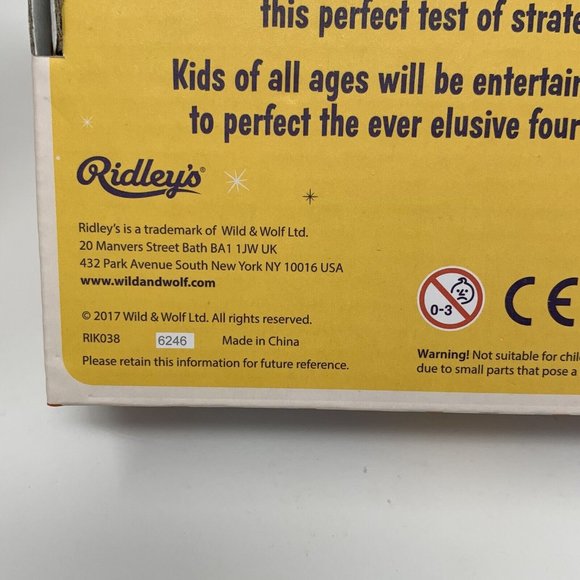 this perfect test of strate
Kids of all ages will be entertain
to perfect the ever elusive four
Ridley's®
Ridley's is a trademark of Wild & Wolf Ltd.
20 Manvers Street Bath BA1 1JW UK
432 Park Avenue South New York NY 10016 USA
www.wildandwolf.com
© 2017 Wild & Wolf Ltd. All rights reserved.
RIK038 6246 Made in China
Please retain this information for future reference.
0-3
CE
Warning! Not suitable for chil
due to small parts that pose a